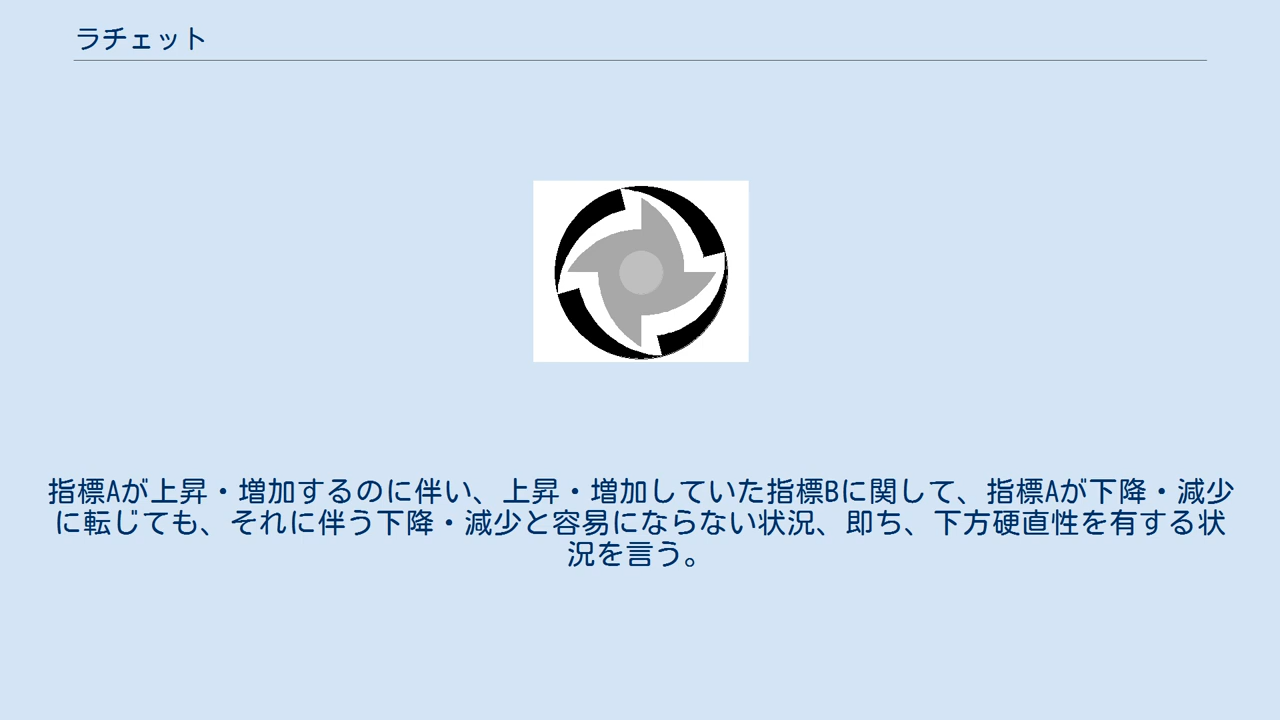 ラチェット
指標Aが上昇・増加するのに伴い、上昇・増加していた指標Bに関して、指標Aが下降・減少
に転じても、それに伴う下降・減少と容易にならない状況、即ち、下方硬直性を有する状
況を言う。